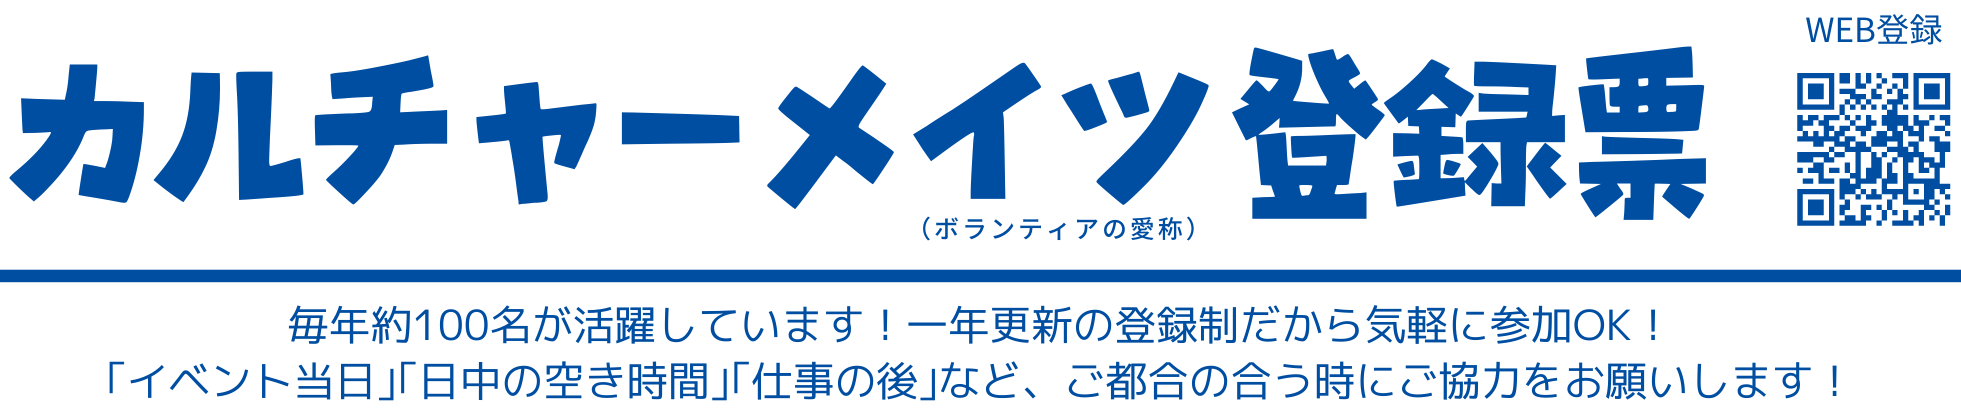 WEB登録
カルチャーメイツ登録票
（ボランティアの愛称）
毎年約100名が活躍しています！一年更新の登録制だから気軽に参加OK！
「イベント当日」「日中の空き時間」「仕事の後」など、ご都合の合う時にご協力をお願いします！